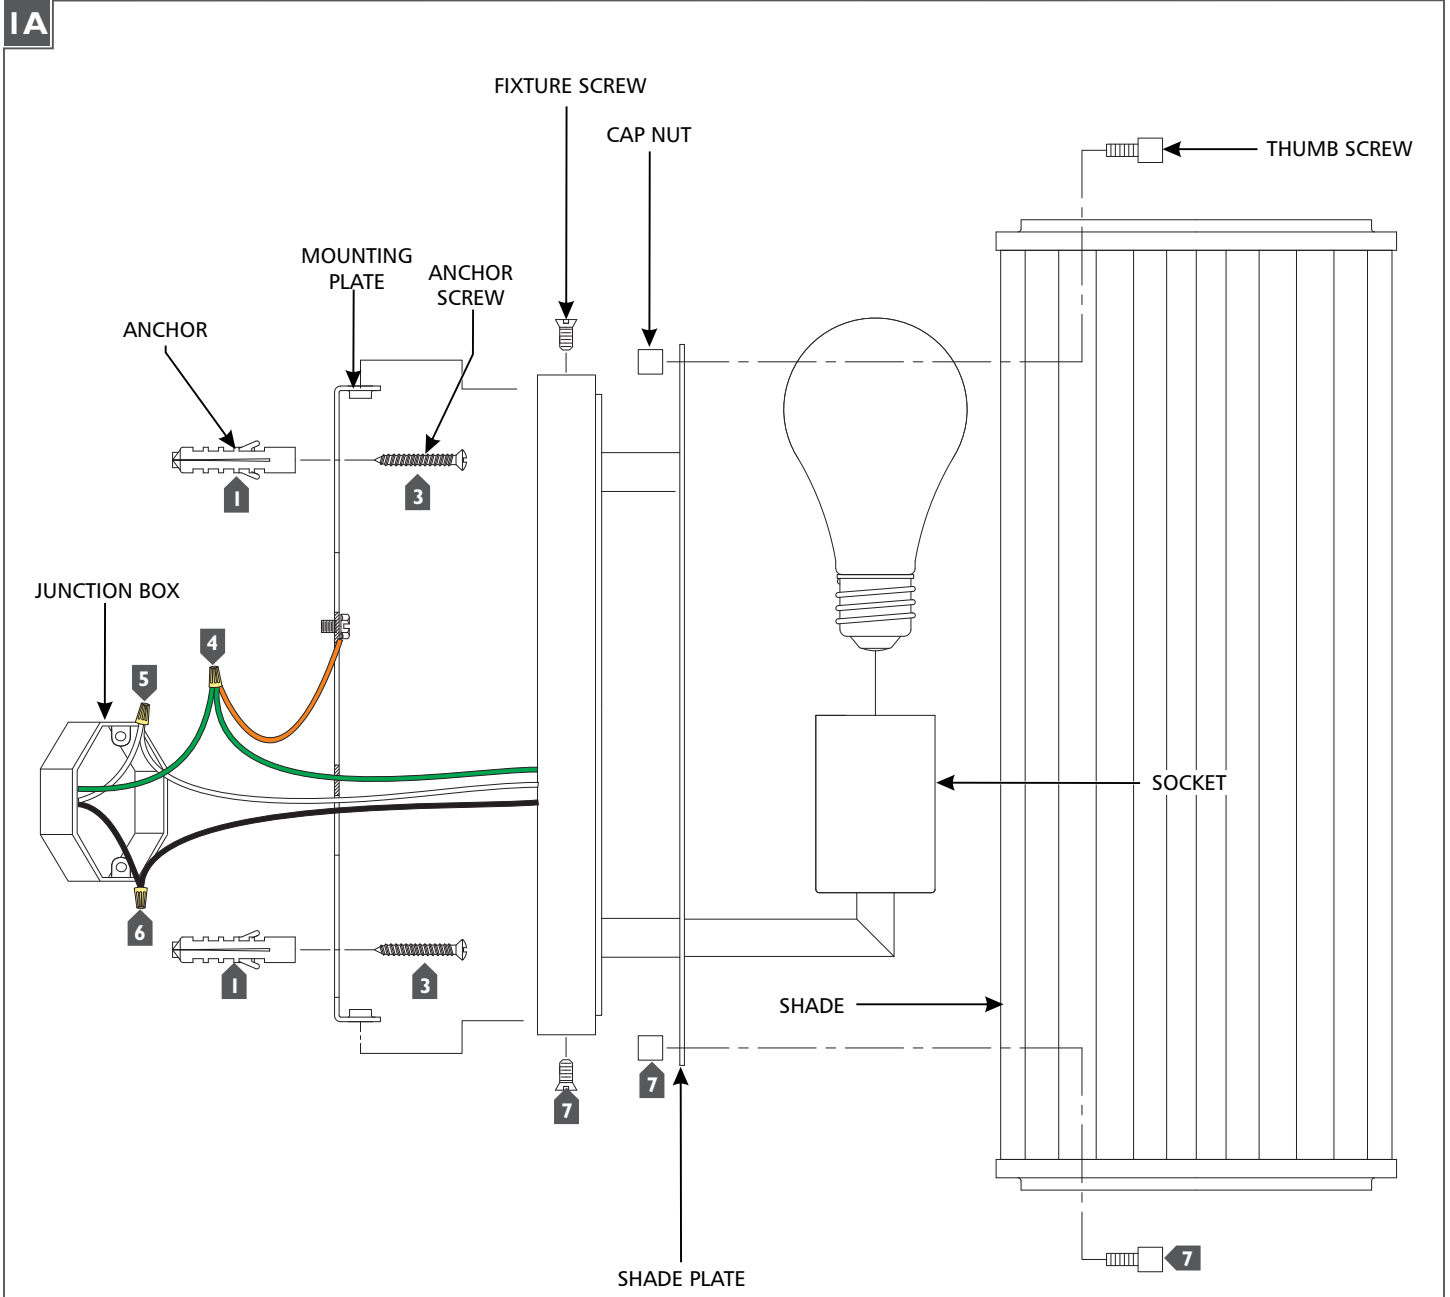 1A
FIXTURE SCREW
CAP NUT
THUMB SCREW
MOUNTING
PLATE
ANCHOR
SCREW
ANCHOR
1
3
JUNCTION BOX
4
5
SOCKET
6
1
3
SHADE
7
7
7
SHADE PLATE